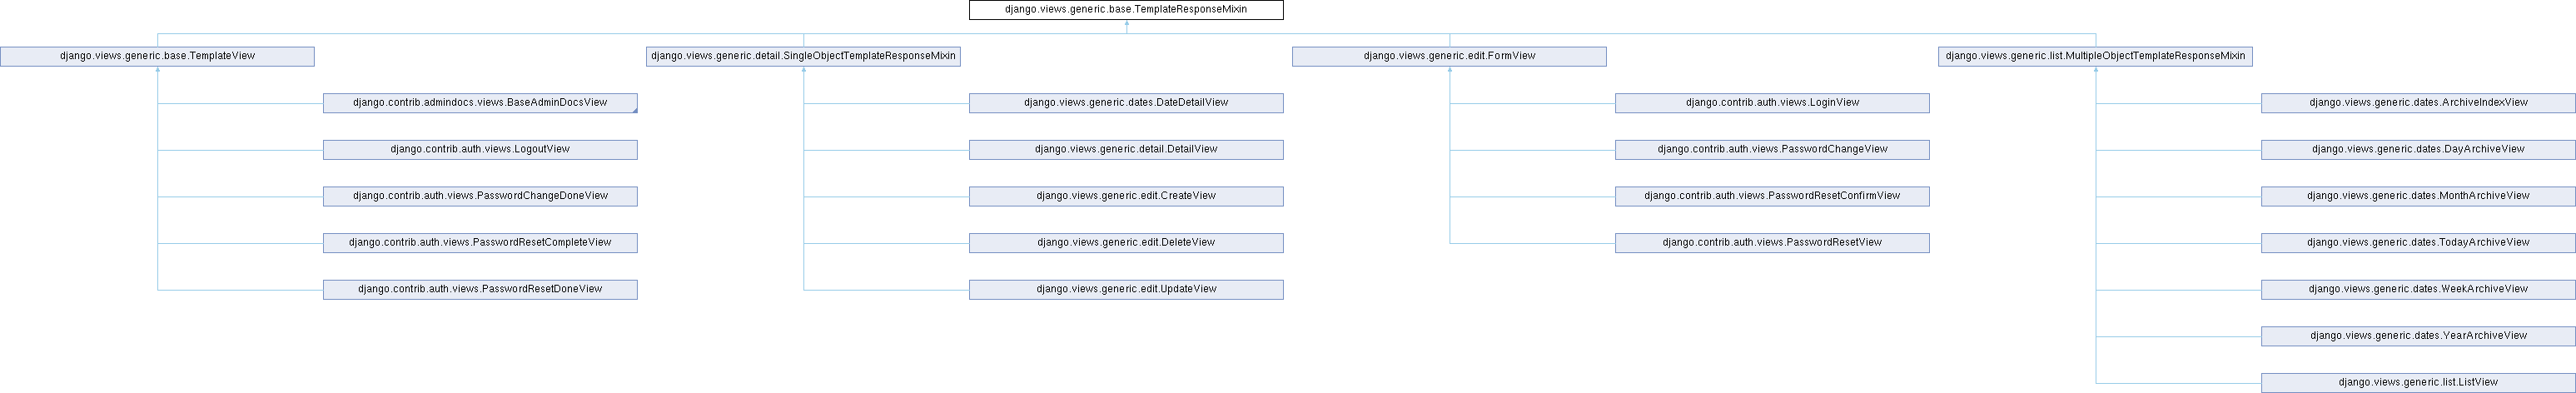 django.views.generic.base.TemplateResponseMixin
django.views.generic.base.TemplateView
django.views.generic.detail.SingleObjectTemplateResponseMixin
django.views.generic.edit.FormView
django.views.generic.list.MultipleObjectTemplateResponseMixin
django.contrib.admindocs.views.BaseAdminDocsView
django.views.generic.dates.DateDetailView
django.contrib.auth.views.LoginView
django.views.generic.dates.ArchiveIndexView
django.contrib.auth.views.LogoutView
django.views.generic.detail.DetailView
django.contrib.auth.views.PasswordChangeView
django.views.generic.dates.DayArchiveView
django.contrib.auth.views.PasswordChangeDoneView
django.views.generic.edit.CreateView
django.contrib.auth.views.PasswordResetConfirmView
django.views.generic.dates.MonthArchiveView
django.contrib.auth.views.PasswordResetCompleteView
django.views.generic.edit.DeleteView
django.contrib.auth.views.PasswordResetView
django.views.generic.dates.TodayArchiveView
django.contrib.auth.views.PasswordResetDoneView
django.views.generic.edit.UpdateView
django.views.generic.dates.WeekArchiveView
django.views.generic.dates.YearArchiveView
django.views.generic.list.ListView